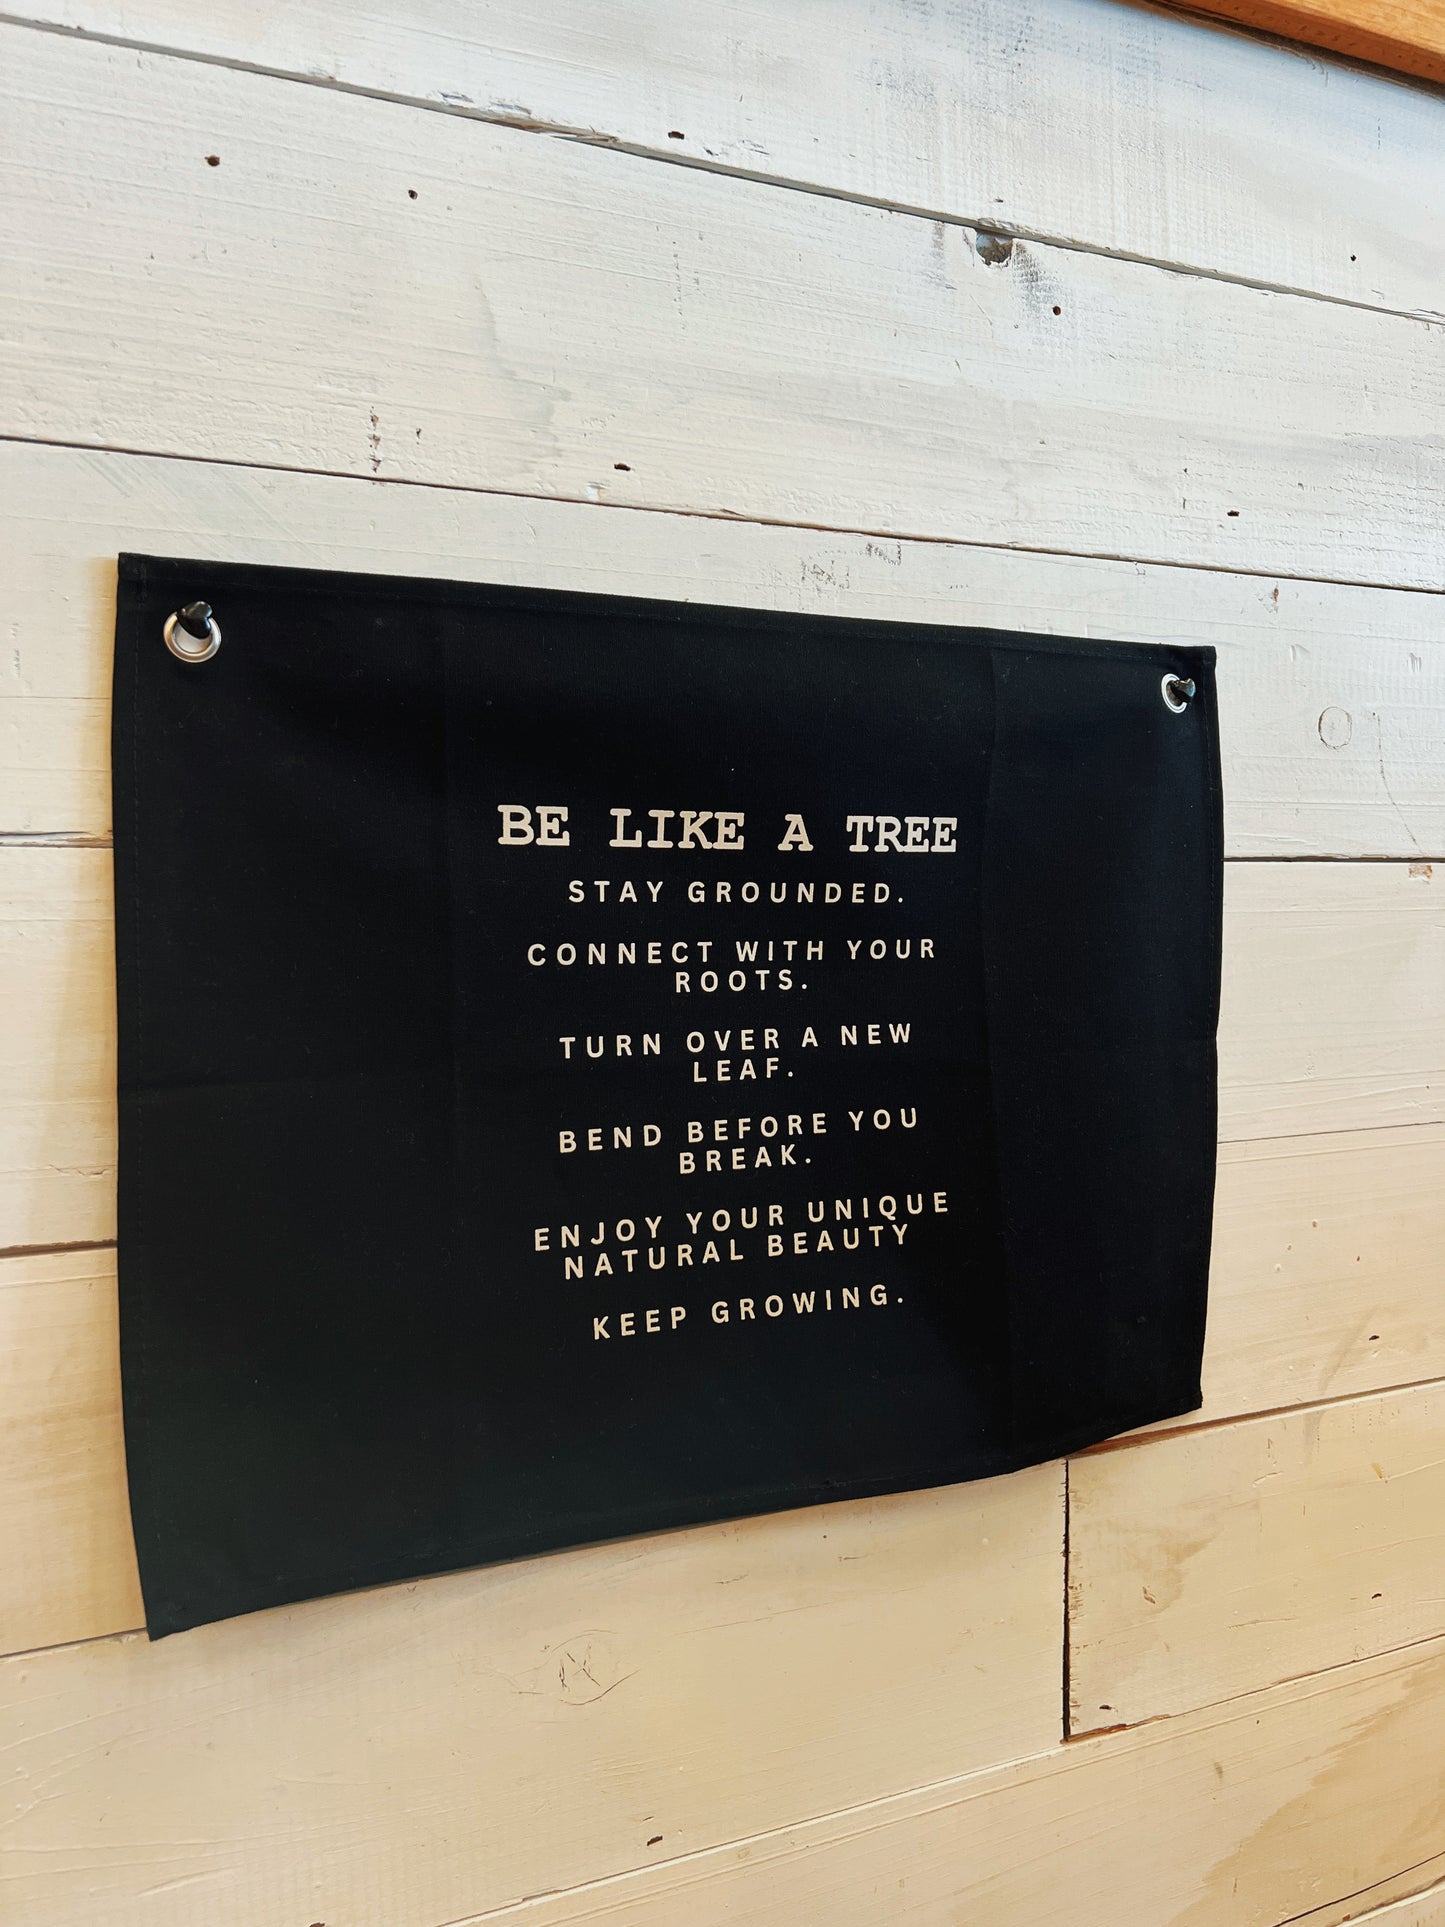 BE LIKE A TREE
STAY GROUNDED.
CONNECT WITH YOUR
ROOTS.
TURN OVER A NEW
LEAF.
BEND BEFORE YOU
BREAK.
ENJOY YOUR UNIQUE
NATURAL BEAUTY
KEEP GROWING.